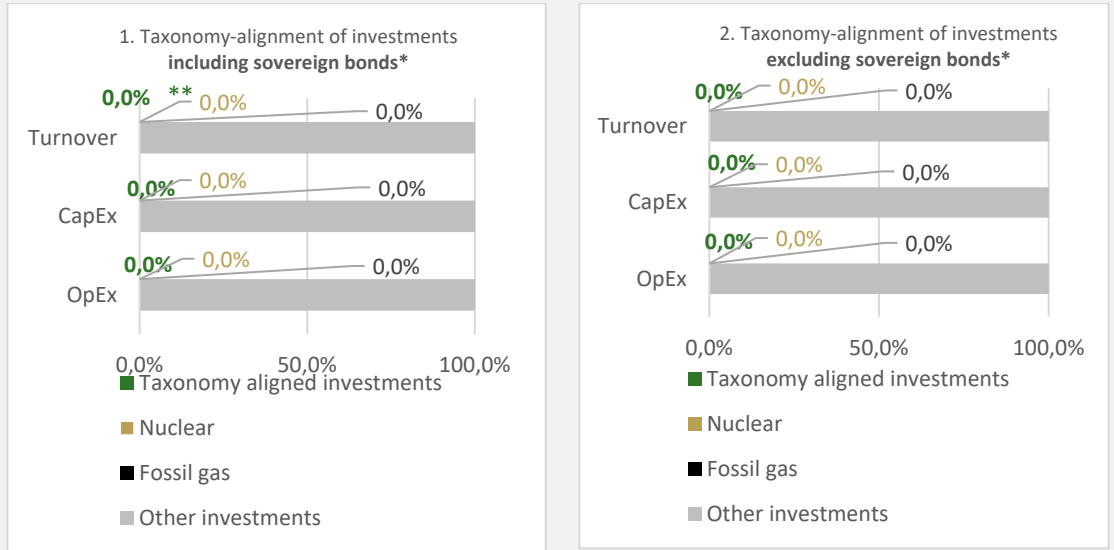 1. Taxonomy-alignment of investments
including sovereign bonds*
0,0% ** 0,0% 0,0%
Turnover
0,0% 0,0% 0,0%
CapEx
0,0% 0,0% 0,0%
OpEx
0,0% 50,0% 100,0%
Taxonomy aligned investments
Nuclear
Fossil gas
Other investments
2. Taxonomy-alignment of investments
excluding sovereign bonds*
0,0% 0,0% 0,0%
Turnover
0,0% 0,0% 0,0%
CapEx
0,0% 0,0% 0,0%
OpEx
0,0% 50,0% 100,0%
Taxonomy aligned investments
Nuclear
Fossil gas
Other investments